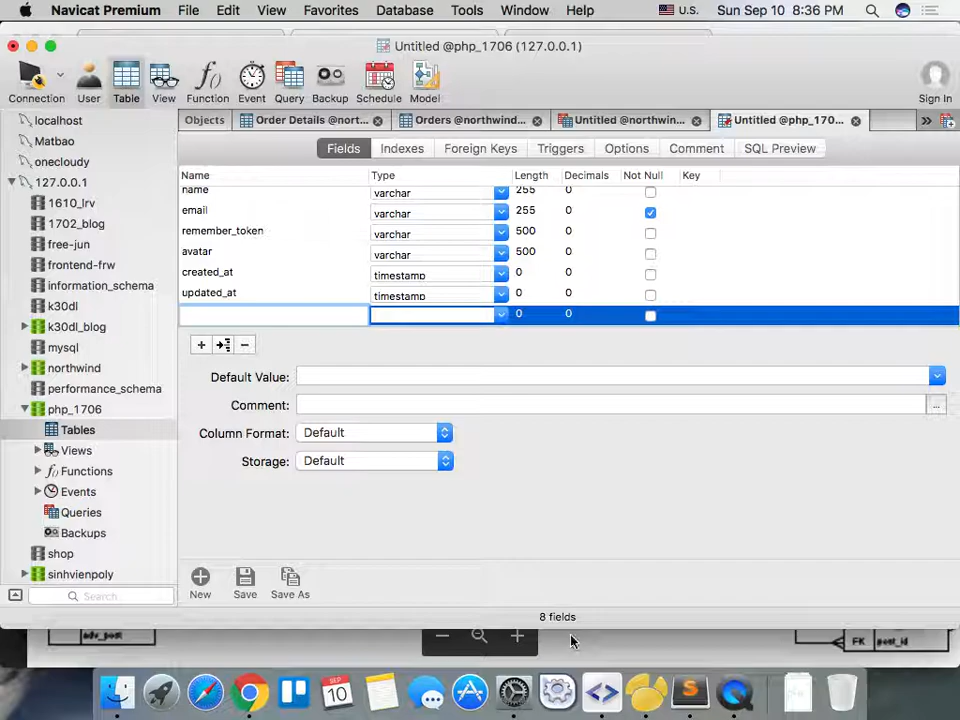 Navicat Premium File Edit View Favorites Database Tools Window Help U.S. Sun Sep 10 8:36 PM
Untitled @php_1706 (127.0.0.1)
Connection User Table View Function Event Query Backup Schedule Model Sign In
Objects Order Details @nort... Orders @northwind... Untitled @northwin... Untitled @php_170...
Fields Indexes Foreign Keys Triggers Options Comment SQL Preview
Name Type Length Decimals Not Null Key
name varchar 255 0
email varchar 255 0
remember_token varchar 500 0
avatar varchar 500 0
created_at timestamp 0 0
updated_at timestamp 0 0
0 0
localhost
Matbao
onecloudy
127.0.0.1
1610_lrv
1702_blog
free-jun
frontend-frw
information_schema
k30dl
k30dl_blog
mysql
northwind
performance_schema
php_1706
Tables
Views
Functions
Events
Queries
Backups
shop
sinhvienpoly
Search...
Default Value:
Comment: ...
Column Format: Default
Storage: Default
New Save Save As
8 fields
adv_post
FK post_id
SEP
10